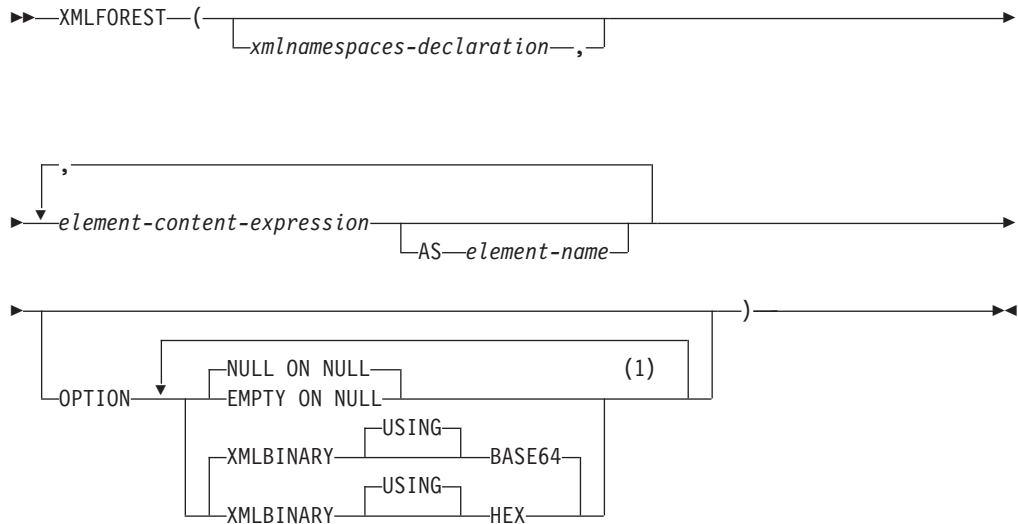 XMLFOREST (
xmlnamespaces-declaration ,
,
element-content-expression
AS element-name
)
NULL ON NULL (1)
OPTION EMPTY ON NULL
USING
XMLBINARY BASE64
USING
XMLBINARY HEX